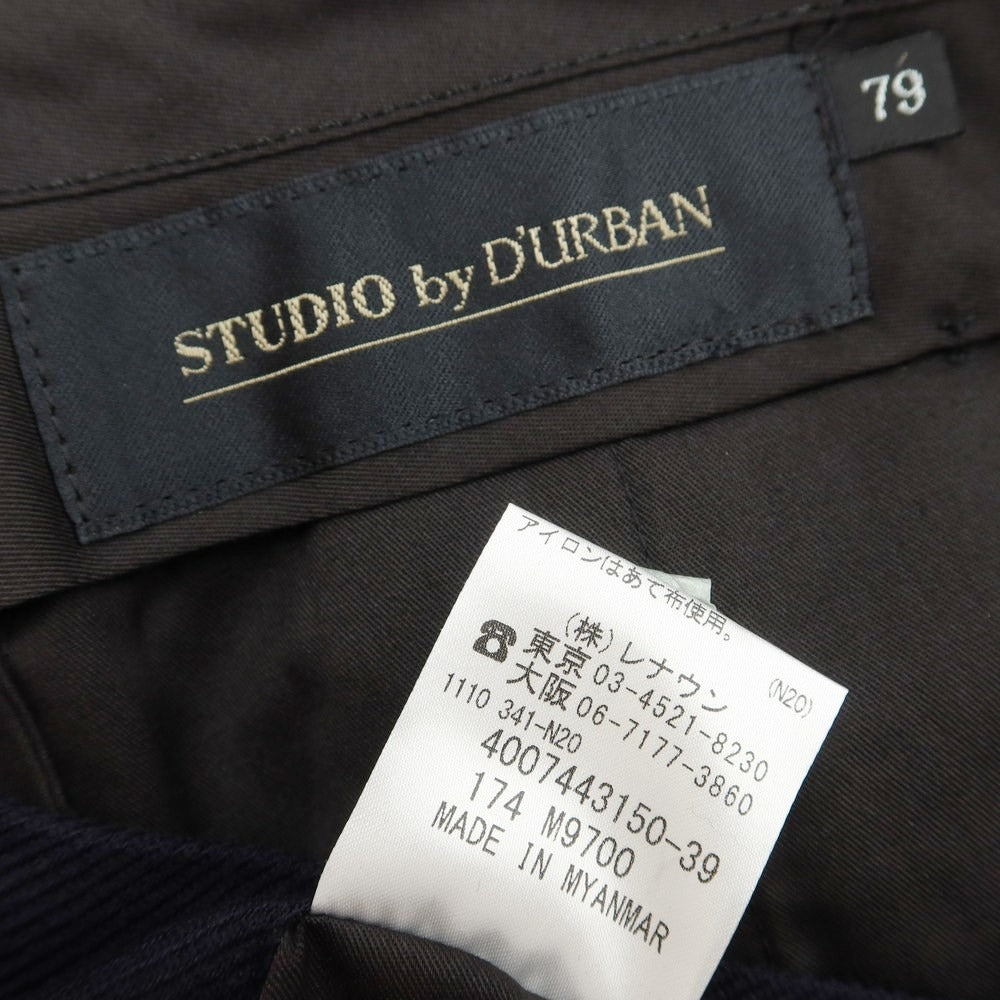 79
STUDIO by D'URBAN
アイロンはあて布使用。
(N20)
(株)レナウン
☎東京 03-4521-8230
大阪 06-7177-3860
1110 341-N20
4007443150-39
174 M9700
MADE IN MYANMAR